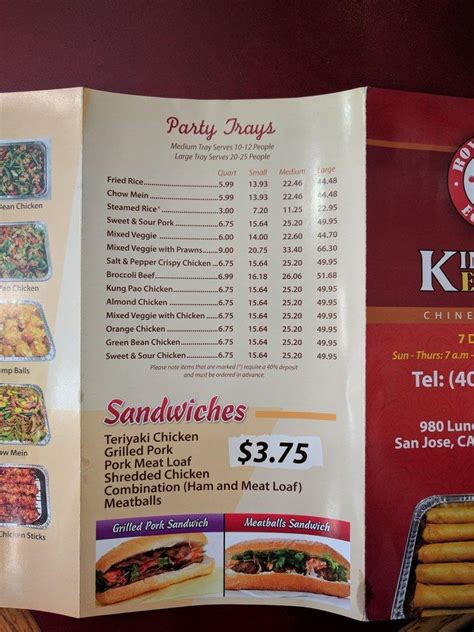 Party Trays
Medium Tray Serves 10-12 People
Large Tray Serves 20-25 People
Quart Small Medium Large
Fried Rice 5.99 13.93 22.46 44.48
Chow Mein 5.99 13.93 22.46 44.48
Steamed Rice* 3.00 7.20 11.25 22.95
Sweet & Sour Pork 6.75 15.64 25.20 49.95
Mixed Veggie 6.00 14.00 22.60 44.70
Mixed Veggie with Prawns 9.00 20.75 33.40 66.30
Salt & Pepper Crispy Chicken 6.75 15.64 25.20 49.95
Broccoli Beef 6.99 16.18 26.06 51.68
Kung Pao Chicken 6.75 15.64 25.20 49.95
Almond Chicken 6.75 15.64 25.20 49.95
Mixed Veggie with Chicken 6.75 15.64 25.20 49.95
Orange Chicken 6.75 15.64 25.20 49.95
Green Bean Chicken 6.75 15.64 25.20 49.95
Sweet & Sour Chicken 6.75 15.64 25.20 49.95
Please note items that are marked (*) require a 40% deposit
and must be ordered in advance.
Sandwiches
Teriyaki Chicken
Grilled Pork
Pork Meat Loaf
Shredded Chicken
Combination (Ham and Meat Loaf)
Meatballs
$3.75
Grilled Pork Sandwich
Meatballs Sandwich
Bean Chicken
Pao Chicken
Balls
Mein
Chicken Sticks
CHINE
7 D
Sun - Thurs: 7 a.m
Tel: (40
980 Lun
San Jose, CA